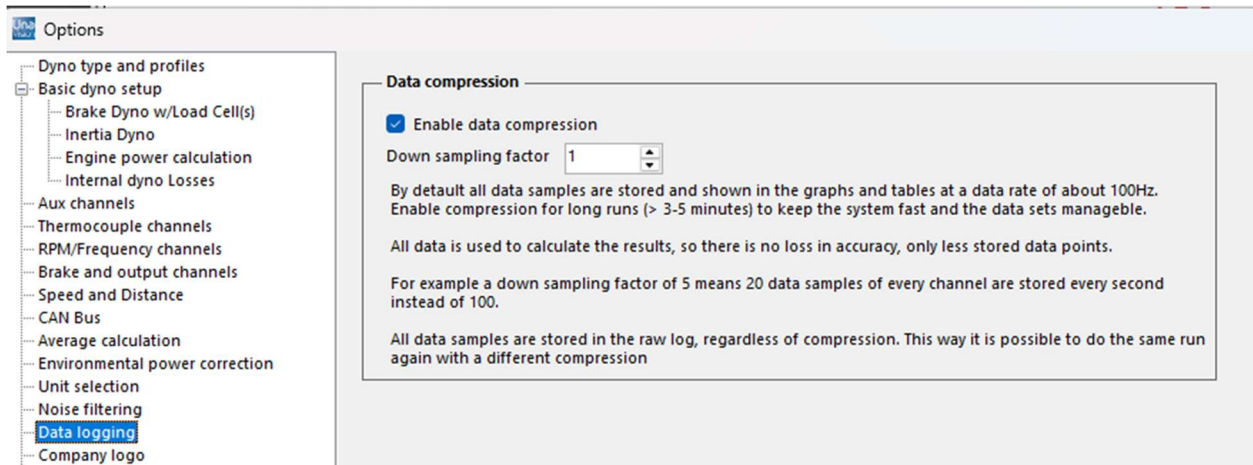 Options
Dyno type and profiles
Basic dyno setup
Brake Dyno w/Load Cell(s)
Inertia Dyno
Engine power calculation
Internal dyno Losses
Aux channels
Thermocouple channels
RPM/Frequency channels
Brake and output channels
Speed and Distance
CAN Bus
Average calculation
Environmental power correction
Unit selection
Noise filtering
Data logging
Company logo
Data compression
Enable data compression
Down sampling factor 1
By detault all data samples are stored and shown in the graphs and tables at a data rate of about 100Hz.
Enable compression for long runs (> 3-5 minutes) to keep the system fast and the data sets manageble.
All data is used to calculate the results, so there is no loss in accuracy, only less stored data points.
For example a down sampling factor of 5 means 20 data samples of every channel are stored every second
instead of 100.
All data samples are stored in the raw log, regardless of compression. This way it is possible to do the same run
again with a different compression